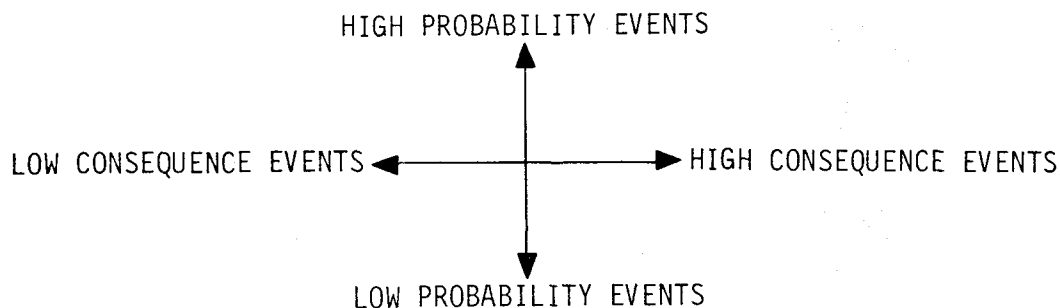 HIGH PROBABILITY EVENTS
LOW CONSEQUENCE EVENTS HIGH CONSEQUENCE EVENTS
LOW PROBABILITY EVENTS